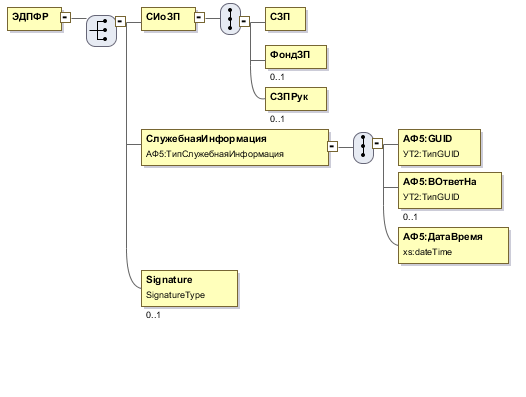 ЭДПФР
СИоЗП
СЗП
ФондЗП
0..1
СЗПРук
0..1
СлужебнаяИнформация
АФ5:ТипСлужебнаяИнформация
АФ5:GUID
УТ2:ТипGUID
АФ5:ВОтветНа
УТ2:ТипGUID
0..1
АФ5:ДатаВремя
xs:dateTime
Signature
SignatureType
0..1